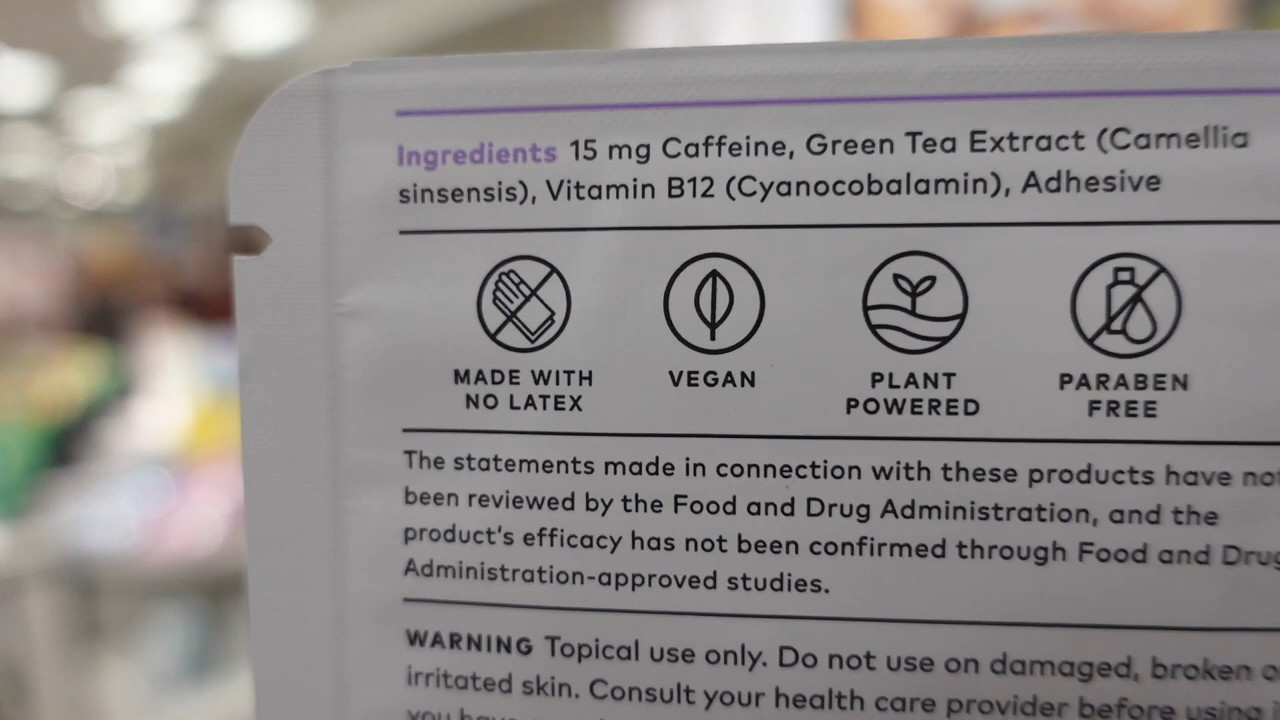 Ingredients 15 mg Caffeine, Green Tea Extract (Camellia
sinsensis), Vitamin B12 (Cyanocobalamin), Adhesive
MADE WITH
NO LATEX
VEGAN
PLANT
POWERED
PARABEN
FREE
The statements made in connection with these products have not
been reviewed by the Food and Drug Administration, and the
product's efficacy has not been confirmed through Food and Drug
Administration-approved studies.
WARNING Topical use only. Do not use on damaged, broken o
irritated skin. Consult your health care provider before using i
you have